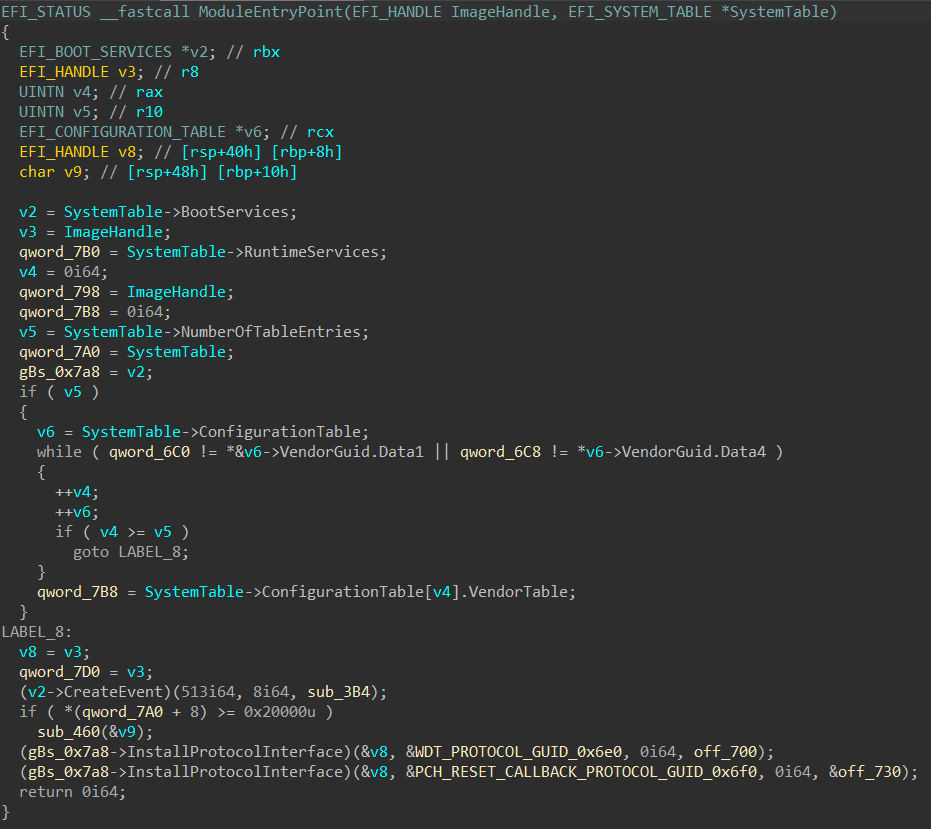 EFI_STATUS __fastcall ModuleEntryPoint(EFI_HANDLE ImageHandle, EFI_SYSTEM_TABLE *SystemTable)
{
  EFI_BOOT_SERVICES *v2; // rbx
  EFI_HANDLE v3; // r8
  UINTN v4; // rax
  UINTN v5; // r10
  EFI_CONFIGURATION_TABLE *v6; // rcx
  EFI_HANDLE v8; // [rsp+40h] [rbp+8h]
  char v9; // [rsp+48h] [rbp+10h]

  v2 = SystemTable->BootServices;
  v3 = ImageHandle;
  qword_7B0 = SystemTable->RuntimeServices;
  v4 = 0i64;
  qword_798 = ImageHandle;
  qword_7B8 = 0i64;
  v5 = SystemTable->NumberOfTableEntries;
  qword_7A0 = SystemTable;
  gBs_0x7a8 = v2;
  if ( v5 )
  {
    v6 = SystemTable->ConfigurationTable;
    while ( qword_6C0 != *&v6->VendorGuid.Data1 || qword_6C8 != *v6->VendorGuid.Data4 )
    {
      ++v4;
      ++v6;
      if ( v4 >= v5 )
        goto LABEL_8;
    }
    qword_7B8 = SystemTable->ConfigurationTable[v4].VendorTable;
  }
LABEL_8:
  v8 = v3;
  qword_7D0 = v3;
  (v2->CreateEvent)(513i64, 8i64, sub_3B4);
  if ( *(qword_7A0 + 8) >= 0x20000u )
    sub_460(&v9);
  (gBs_0x7a8->InstallProtocolInterface)(&v8, &WDT_PROTOCOL_GUID_0x6e0, 0i64, off_700);
  (gBs_0x7a8->InstallProtocolInterface)(&v8, &PCH_RESET_CALLBACK_PROTOCOL_GUID_0x6f0, 0i64, &off_730);
  return 0i64;
}